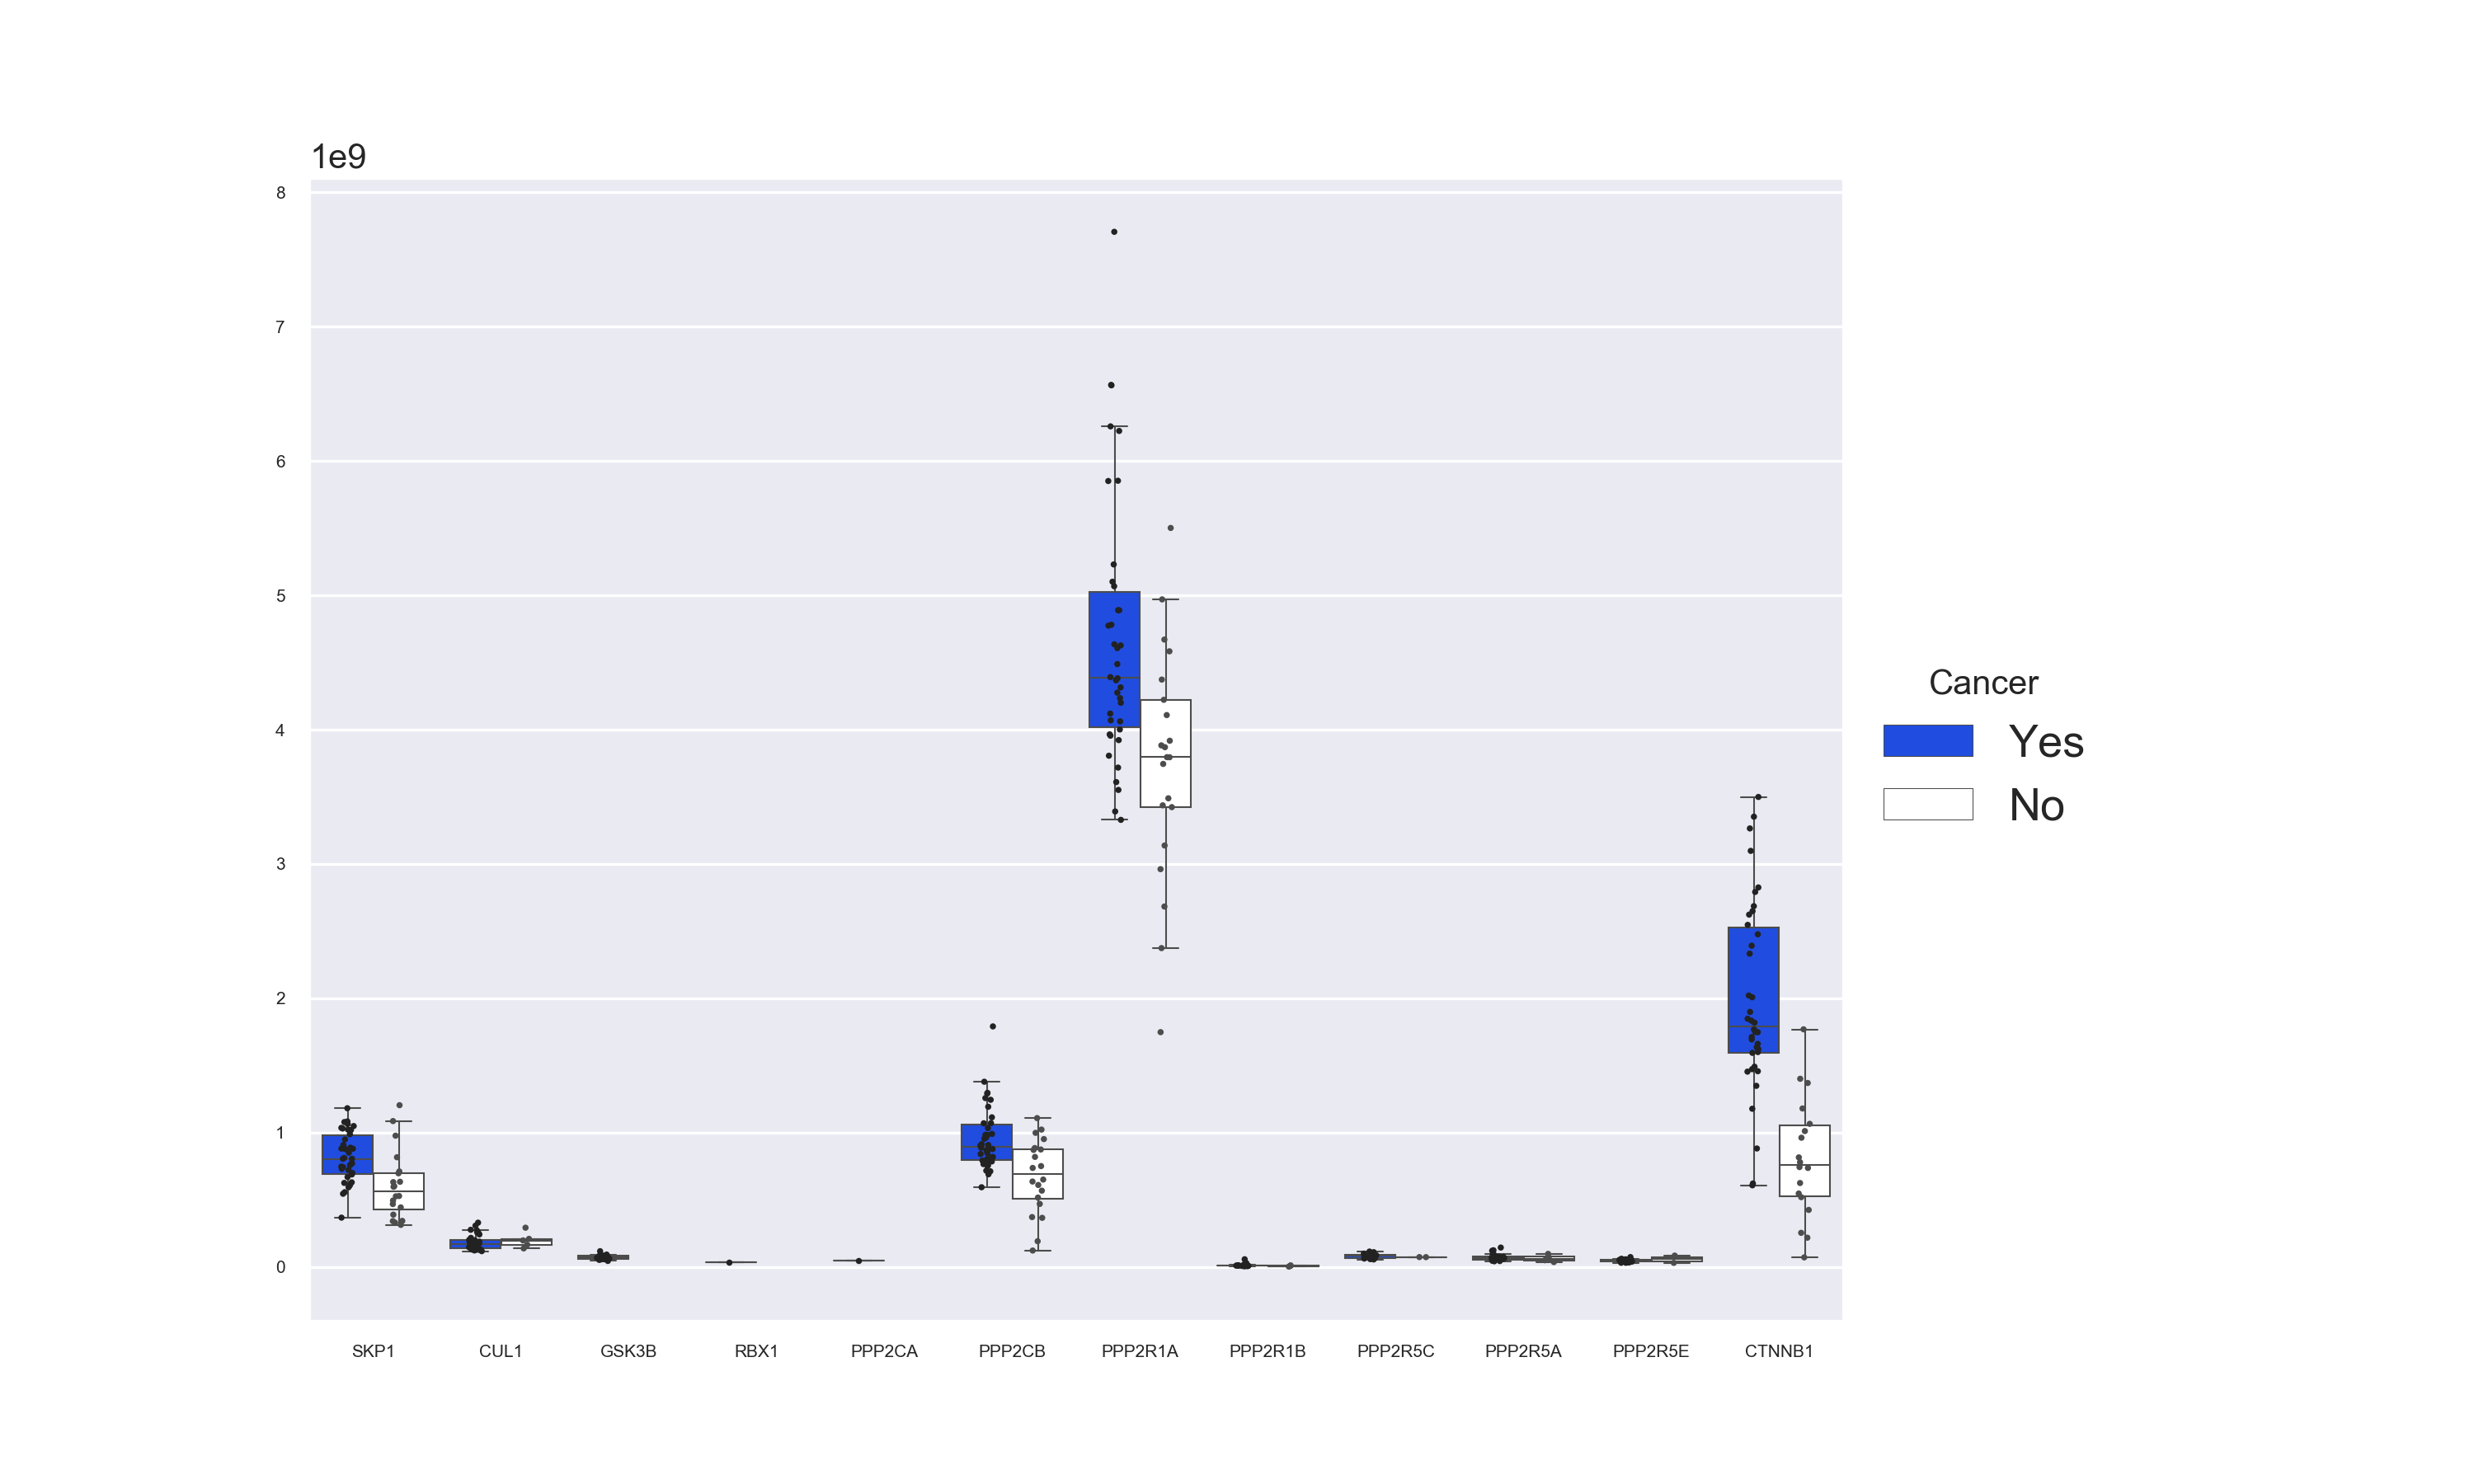 1e9
8
7
6
5
4
3
2
1
0
SKP1 CUL1 GSK3B RBX1 PPP2CA PPP2CB PPP2R1A PPP2R1B PPP2R5C PPP2R5A PPP2R5E CTNNB1
Cancer
Yes
No